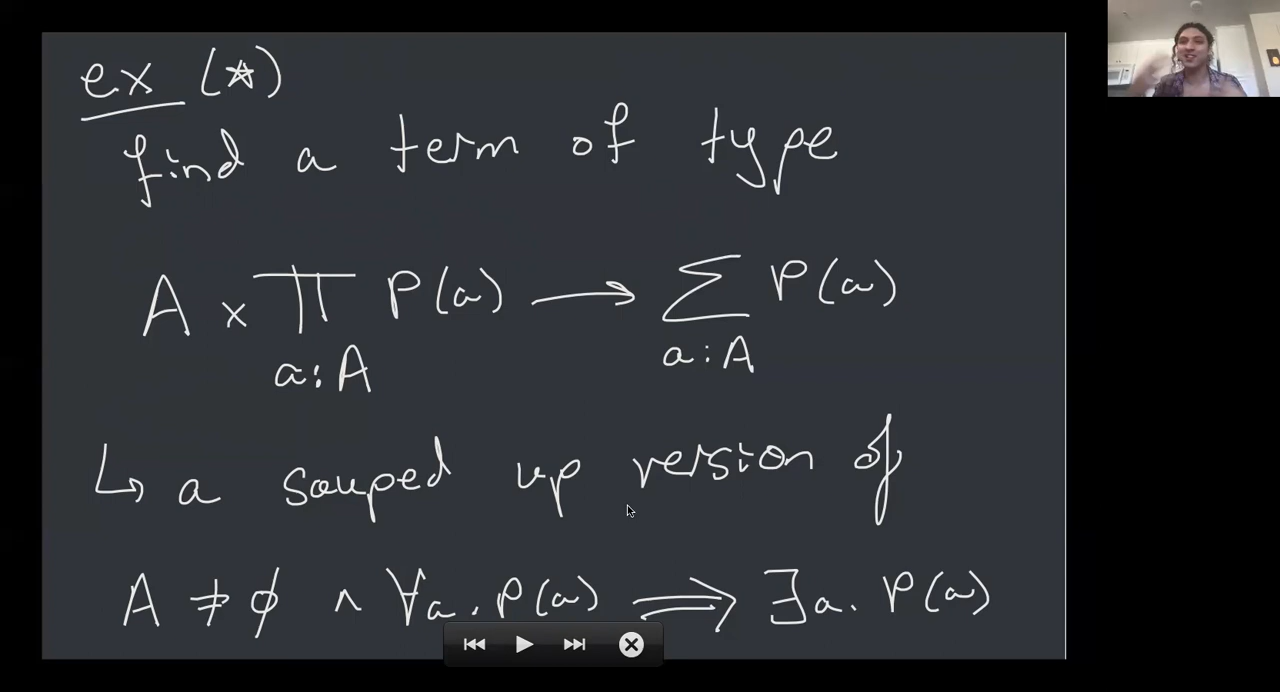 ex (☆)
find a term of type
A × ∏ P(a) ⟶ ∑ P(a)
a:A a:A
↳ a souped up version of
A ≠ ϕ ∧ ∀a. P(a) ⟹ ∃a. P(a)